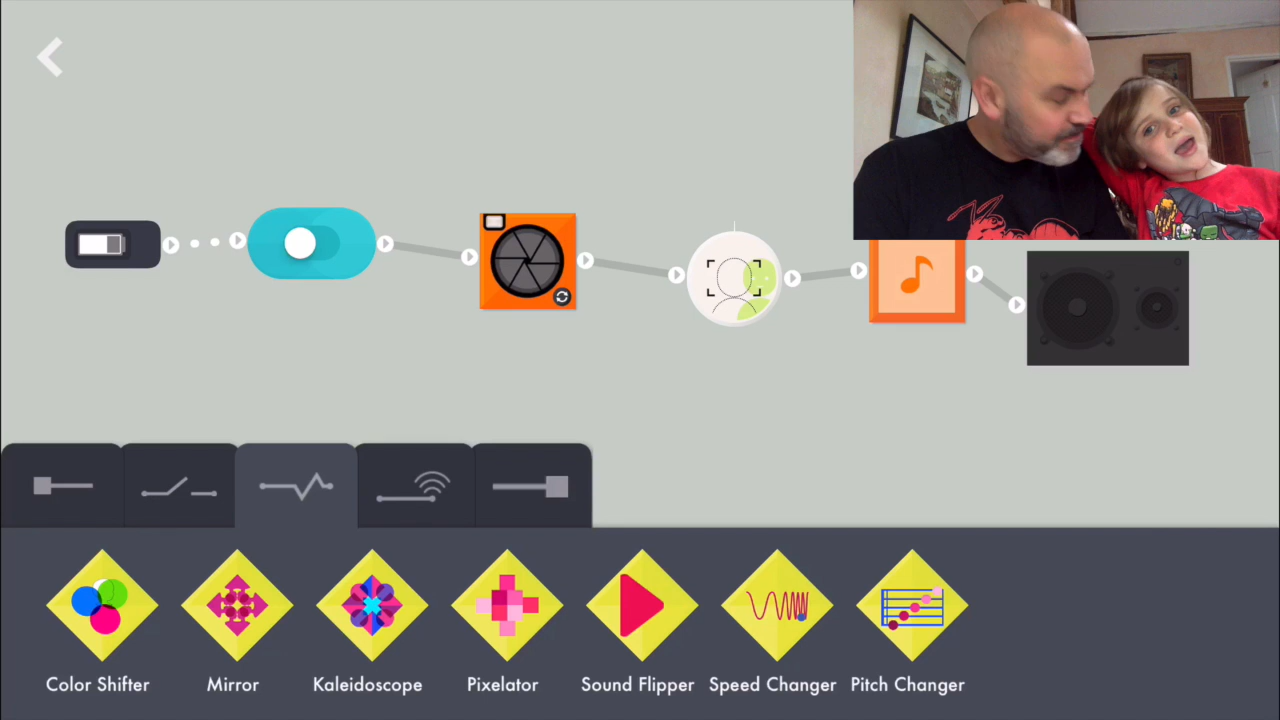 Color Shifter
Mirror
Kaleidoscope
Pixelator
Sound Flipper
Speed Changer
Pitch Changer